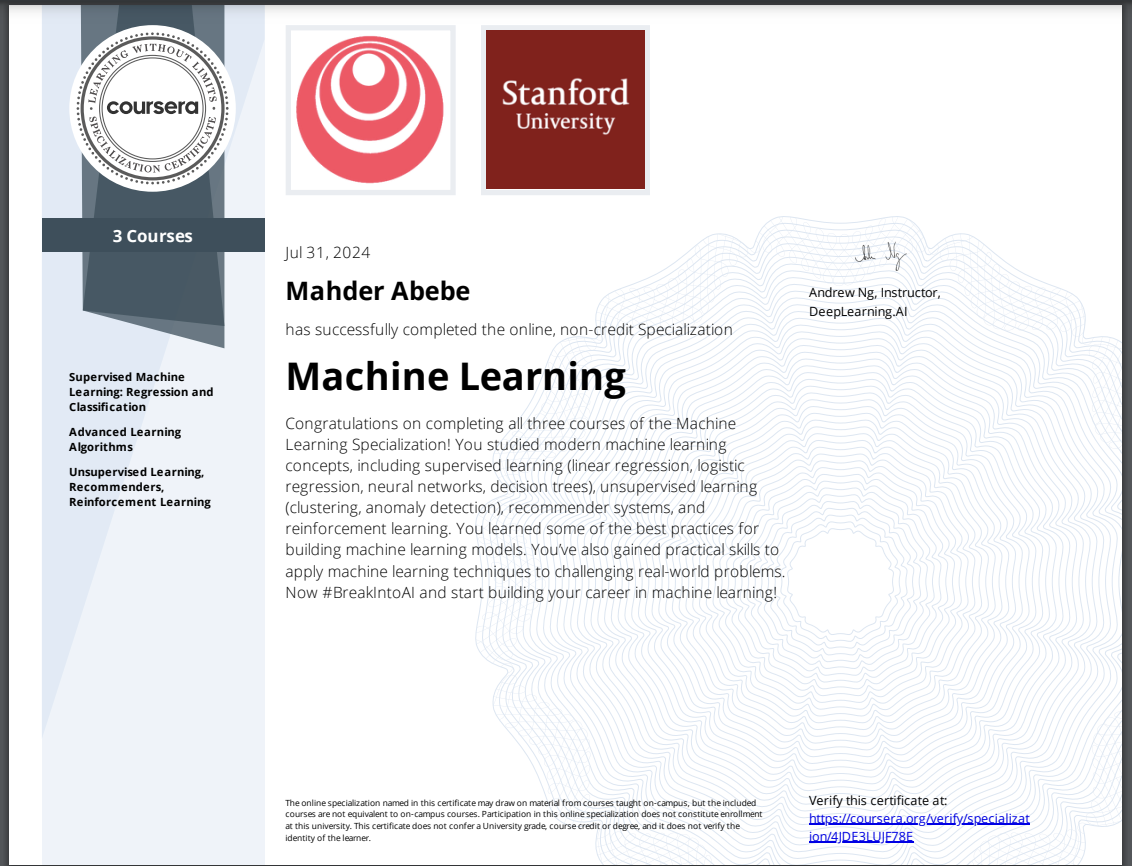 LEARNING WITHOUT LIMITS
coursera
SPECIALIZATION CERTIFICATE
Stanford
University
3 Courses
Supervised Machine
Learning: Regression and
Classification
Advanced Learning
Algorithms
Unsupervised Learning,
Recommenders,
Reinforcement Learning
Jul 31, 2024
Mahder Abebe
has successfully completed the online, non-credit Specialization
Machine Learning
Congratulations on completing all three courses of the Machine
Learning Specialization! You studied modern machine learning
concepts, including supervised learning (linear regression, logistic
regression, neural networks, decision trees), unsupervised learning
(clustering, anomaly detection), recommender systems, and
reinforcement learning. You learned some of the best practices for
building machine learning models. You’ve also gained practical skills to
apply machine learning techniques to challenging real-world problems.
Now #BreakIntoAI and start building your career in machine learning!
Andrew Ng, Instructor,
DeepLearning.AI
The online specialization named in this certificate may draw on material from courses taught on-campus, but the included
courses are not equivalent to on-campus courses. Participation in this online specialization does not constitute enrollment
at this university. This certificate does not confer a University grade, course credit or degree, and it does not verify the
identity of the learner.
Verify this certificate at:
https://coursera.org/verify/specializat
ion/4JDE3LUJF78E